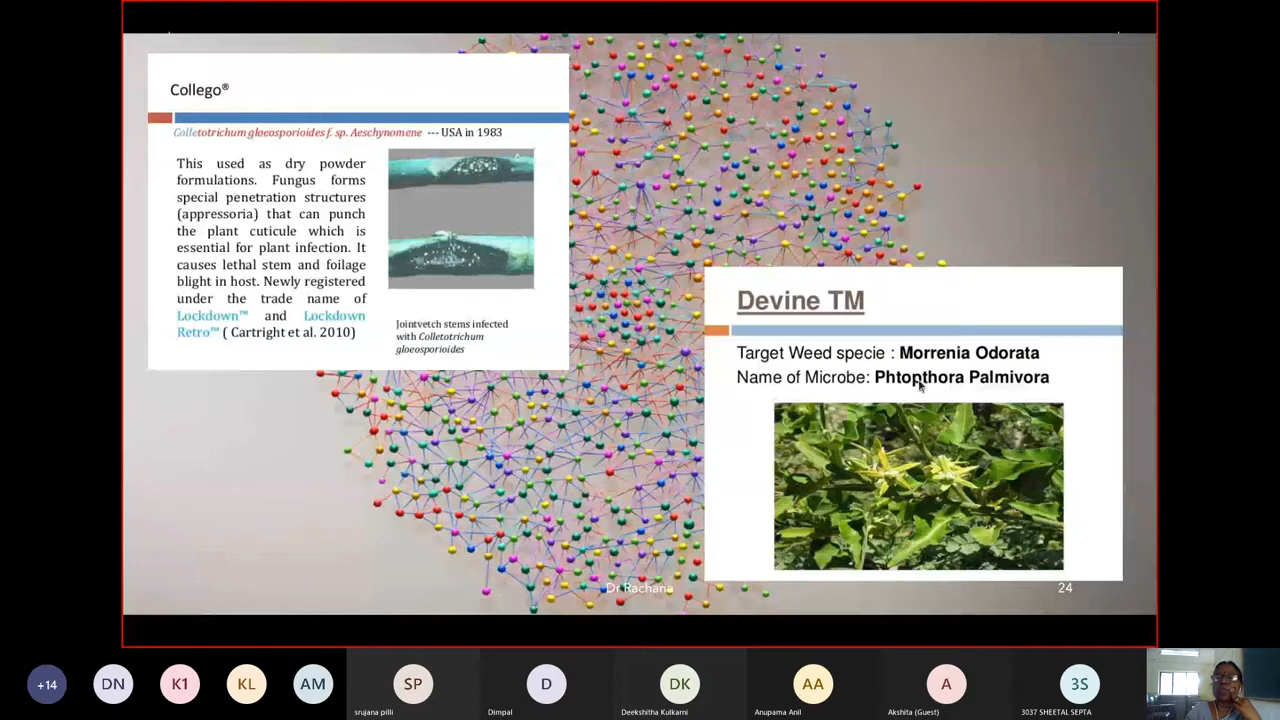 Collego®
Colletotrichum gloeosporioides f. sp. Aeschynomene --- USA in 1983
This used as dry powder
formulations. Fungus forms
special penetration structures
(appressoria) that can punch
the plant cuticule which is
essential for plant infection. It
causes lethal stem and foilage
blight in host. Newly registered
under the trade name of
Lockdown™ and Lockdown
Retro™ ( Cartright et al. 2010)
Jointvetch stems infected
with Colletotrichum
gloeosporioides
Devine TM
Target Weed specie : Morrenia Odorata
Name of Microbe: Phtopthora Palmivora
Dr Rachana
24
+14
DN
K1
KL
AM
SP
D
DK
AA
A
3S
srujana pilli
Dimpal
Deekshitha Kulkarni
Anupama Anil
Akshita (Guest)
3037 SHEETAL SEPTA